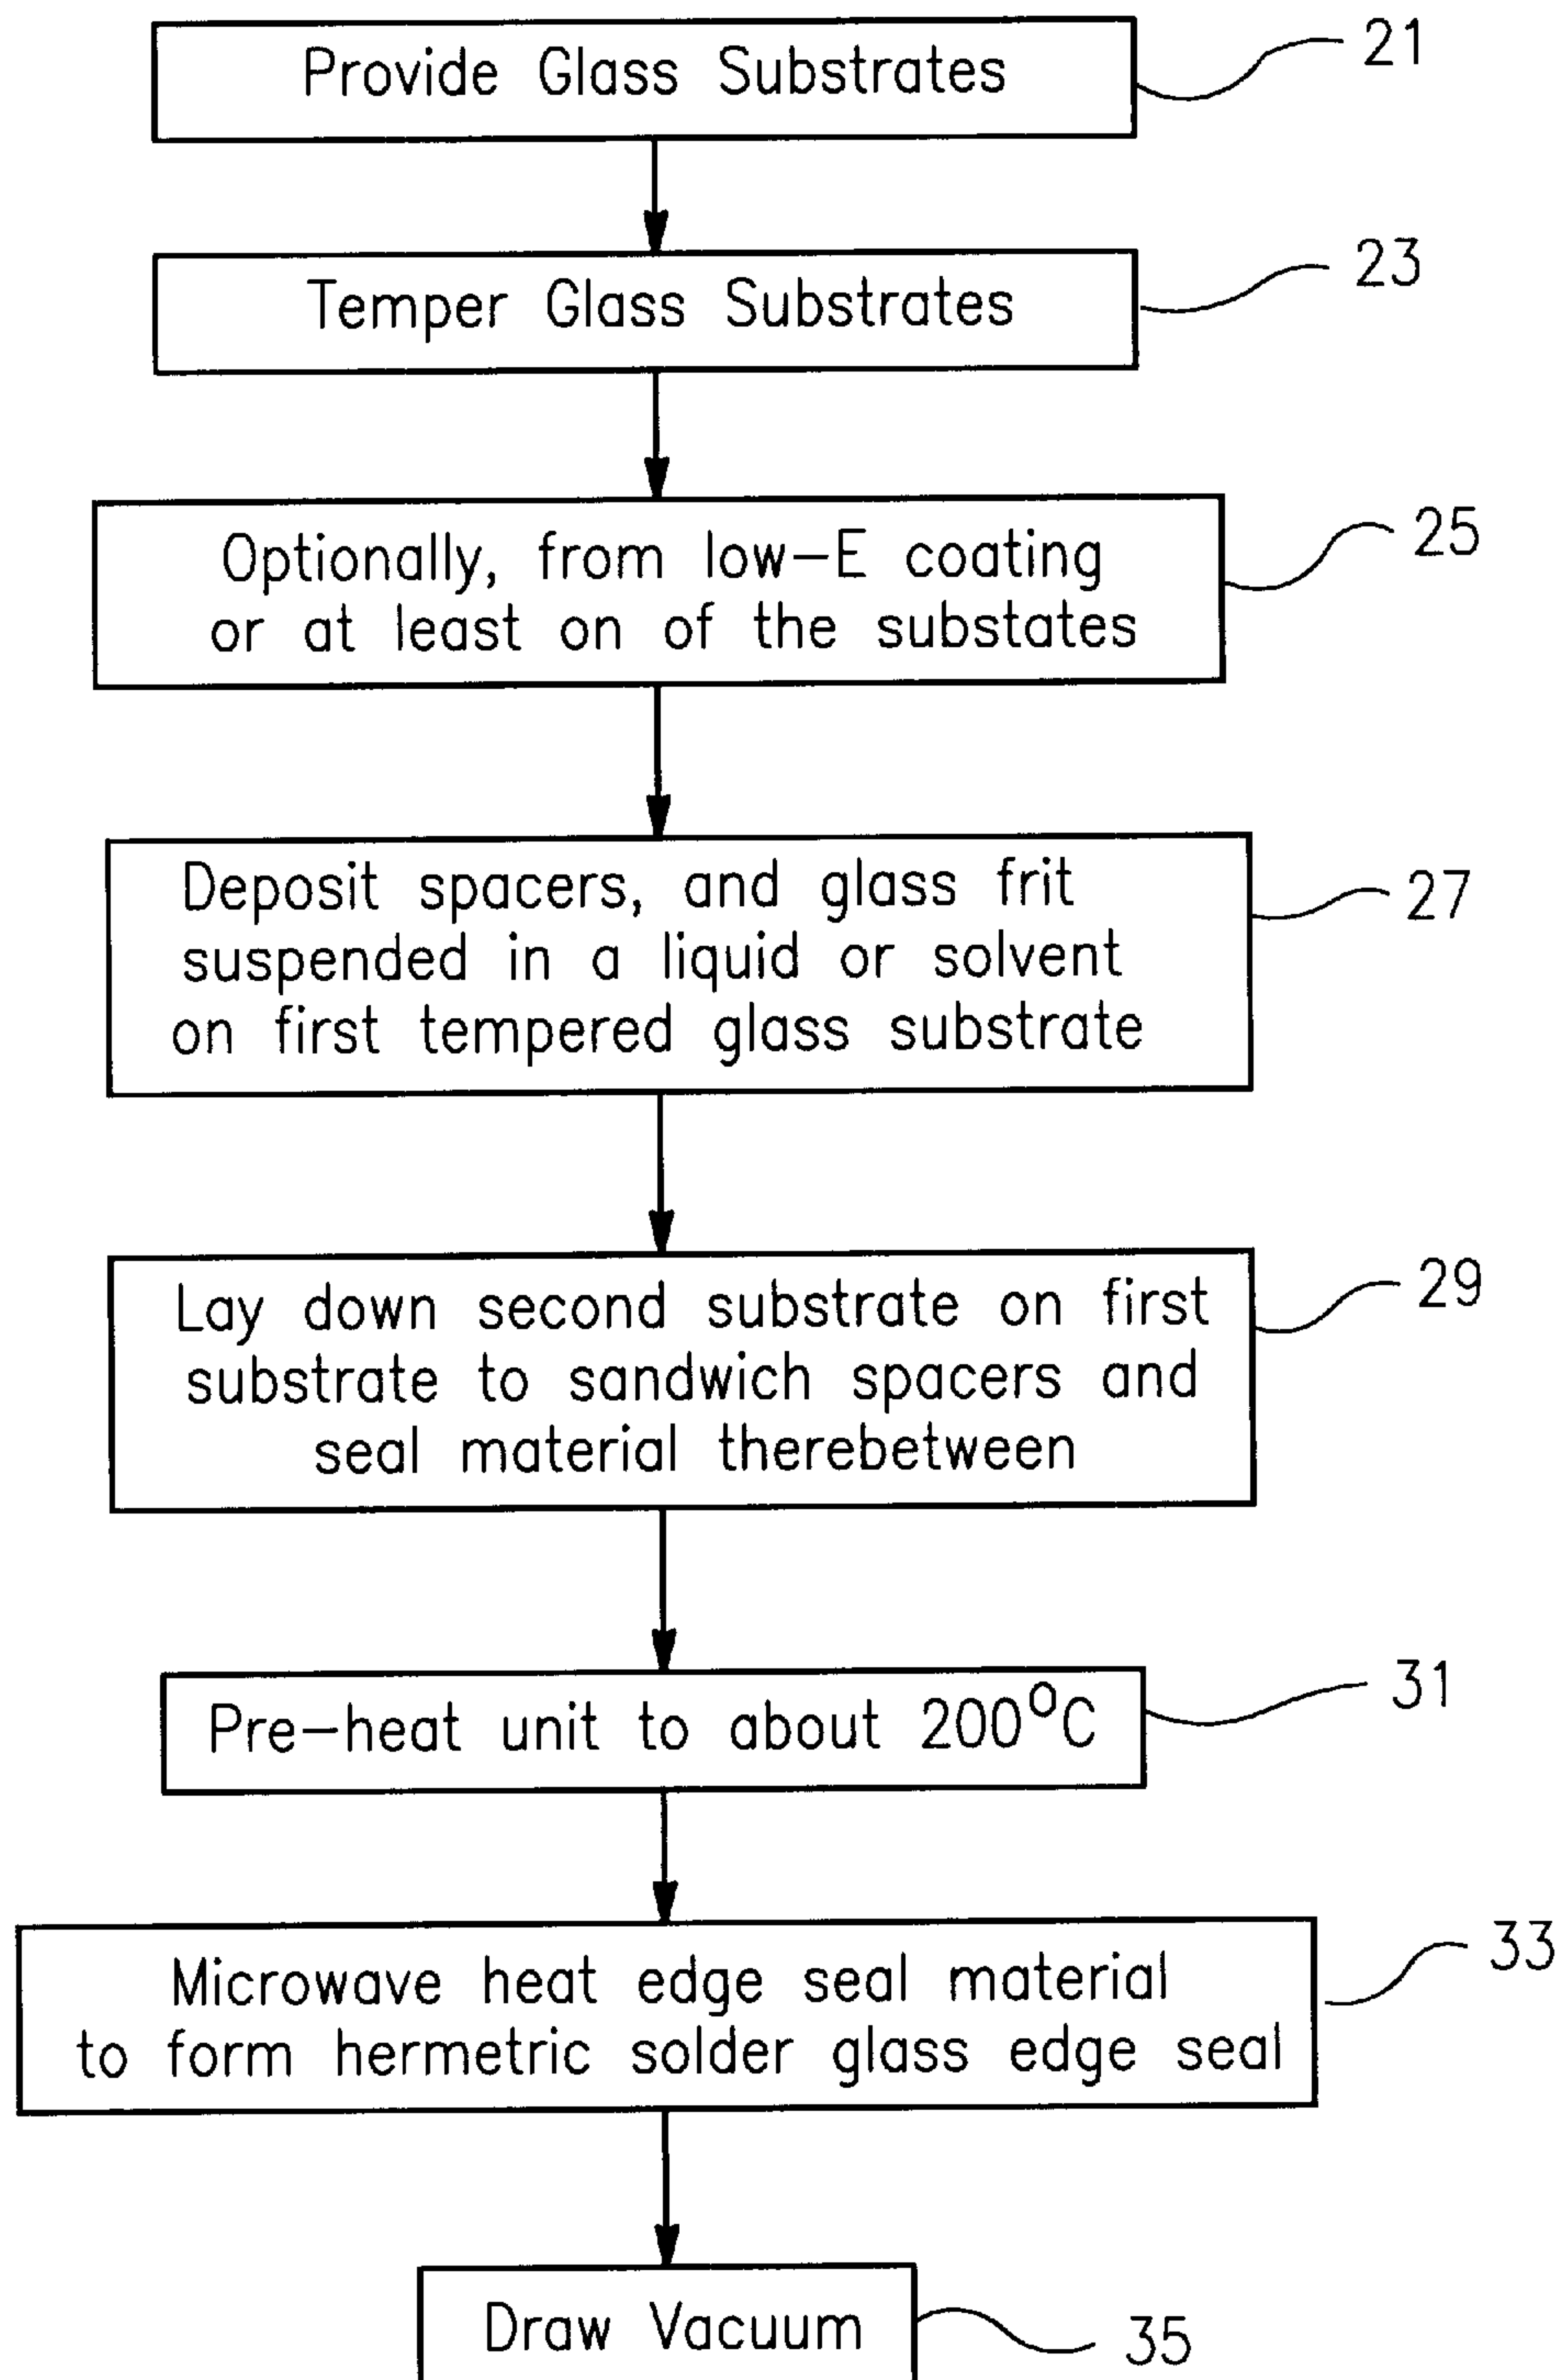 Provide Glass Substrates
21
Temper Glass Substrates
23
Optionally, from low-E coating
or at least on of the substates
25
Deposit spacers, and glass frit
suspended in a liquid or solvent
on first tempered glass substrate
27
Lay down second substrate on first
substrate to sandwich spacers and
seal material therebetween
29
Pre-heat unit to about 200°C
31
Microwave heat edge seal material
to form hermetric solder glass edge seal
33
Draw Vacuum
35